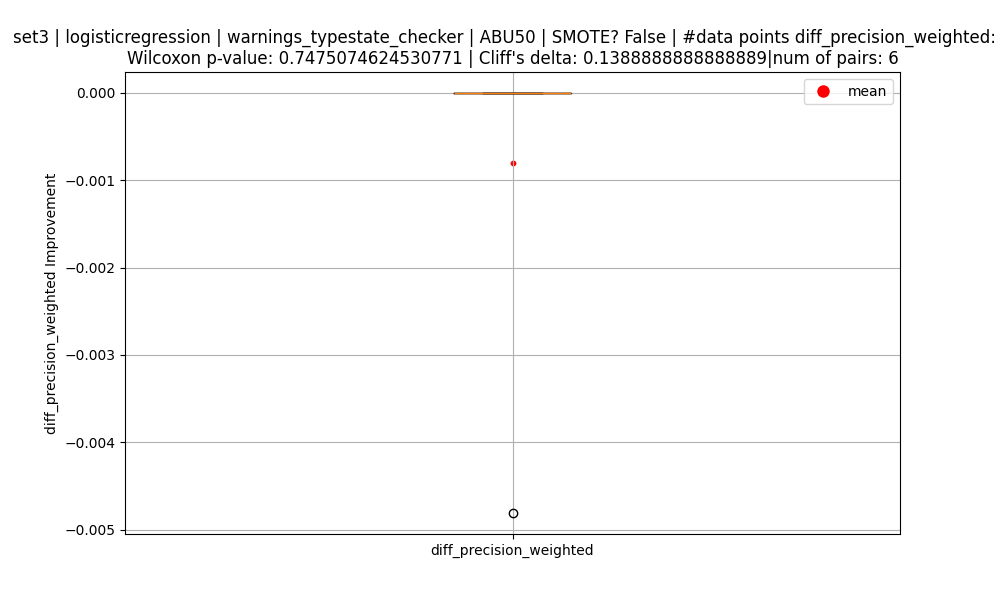 set3 | logisticregression | warnings_typestate_checker | ABU50 | SMOTE? False | #data points diff_precision_weighted:
Wilcoxon p-value: 0.7475074624530771 | Cliff's delta: 0.1388888888888889|num of pairs: 6
mean
0.000
−0.001
−0.002
−0.003
−0.004
−0.005
diff_precision_weighted Improvement
diff_precision_weighted